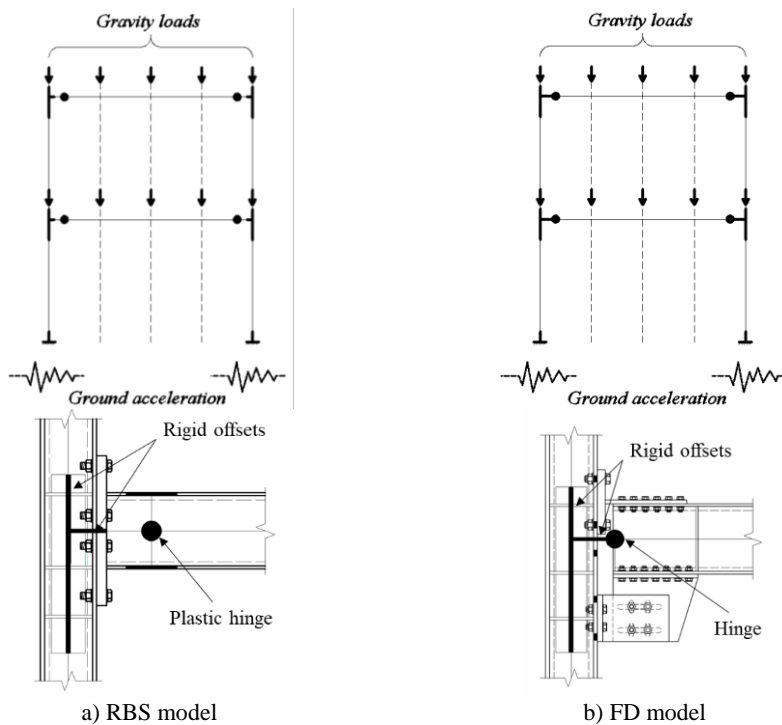 Gravity loads
Ground acceleration
Rigid offsets
Plastic hinge
a) RBS model
Gravity loads
Ground acceleration
Rigid offsets
Hinge
b) FD model